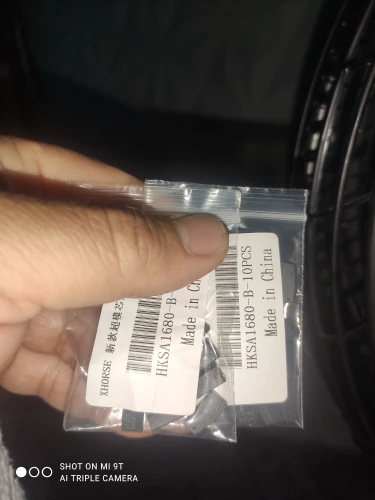 XHORSE 新款超模芯
HKSA1680-B-
Made in C
HKSA1680-B-10PCS
Made in China
SHOT ON MI 9T
AI TRIPLE CAMERA